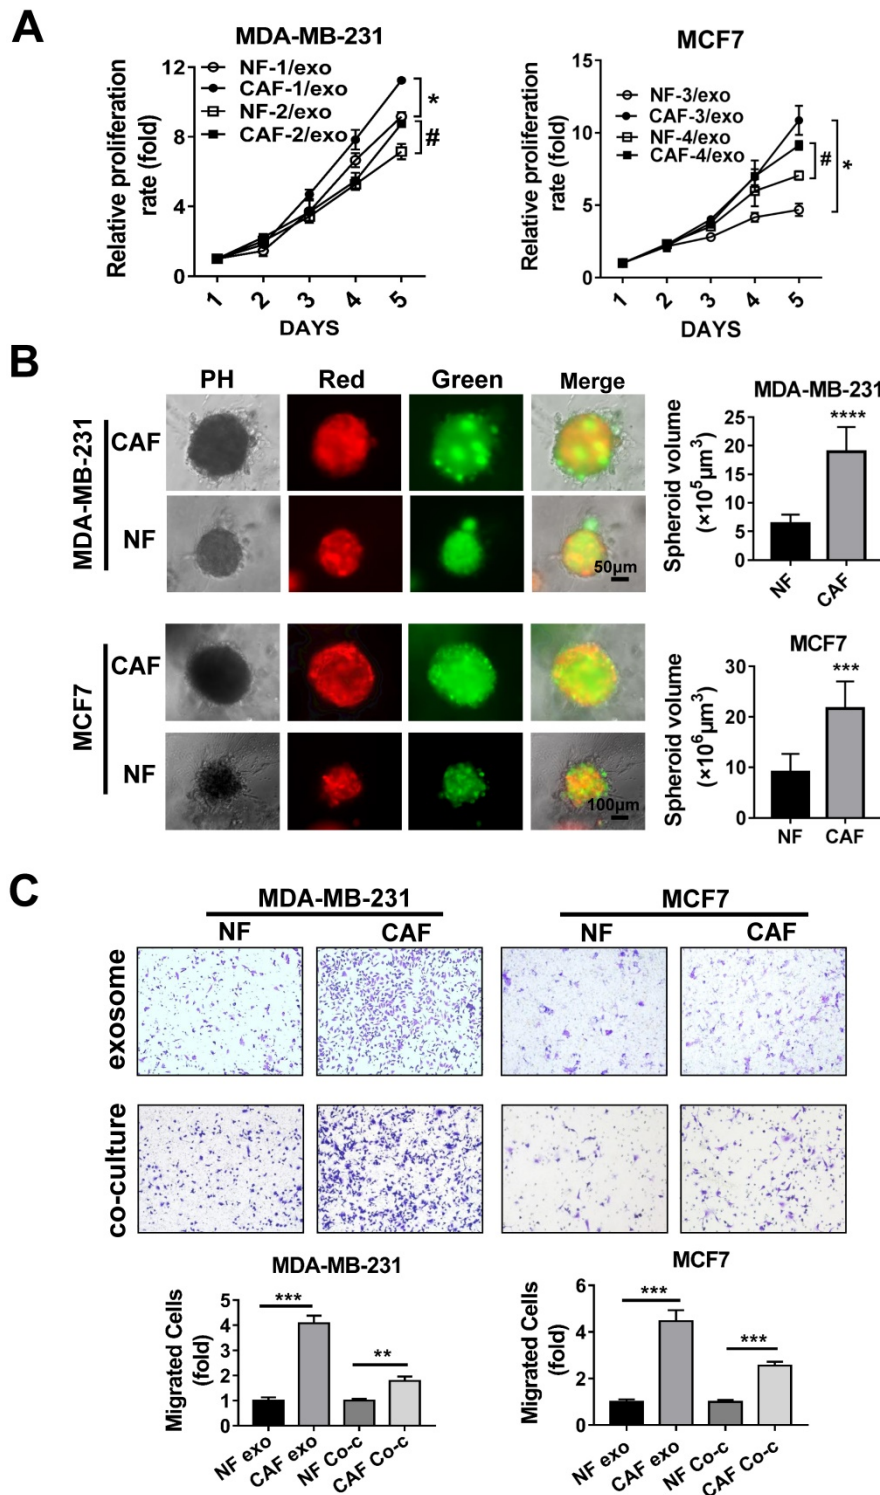 A
MDA-MB-231
MCF7
Relative proliferation
rate (fold)
12
8
4
0
NF-1/exo
CAF-1/exo
NF-2/exo
CAF-2/exo
*
#
1 2 3 4 5
DAYS
Relative proliferation
rate (fold)
15
10
5
0
NF-3/exo
CAF-3/exo
NF-4/exo
CAF-4/exo
#
*
1 2 3 4 5
DAYS
B
PH Red Green Merge
MDA-MB-231
CAF
NF
50μm
MCF7
CAF
NF
100μm
MDA-MB-231
Spheroid volume
(×10⁵μm³)
25
20
15
10
5
0
****
NF CAF
MCF7
Spheroid volume
(×10⁶μm³)
30
20
10
0
***
NF CAF
C
MDA-MB-231 MCF7
NF CAF NF CAF
exosome
co-culture
MDA-MB-231
Migrated Cells
(fold)
5
4
3
2
1
0
***
**
NF exo
CAF exo
NF Co-c
CAF Co-c
MCF7
Migrated Cells
(fold)
6
4
2
0
***
***
NF exo
CAF exo
NF Co-c
CAF Co-c